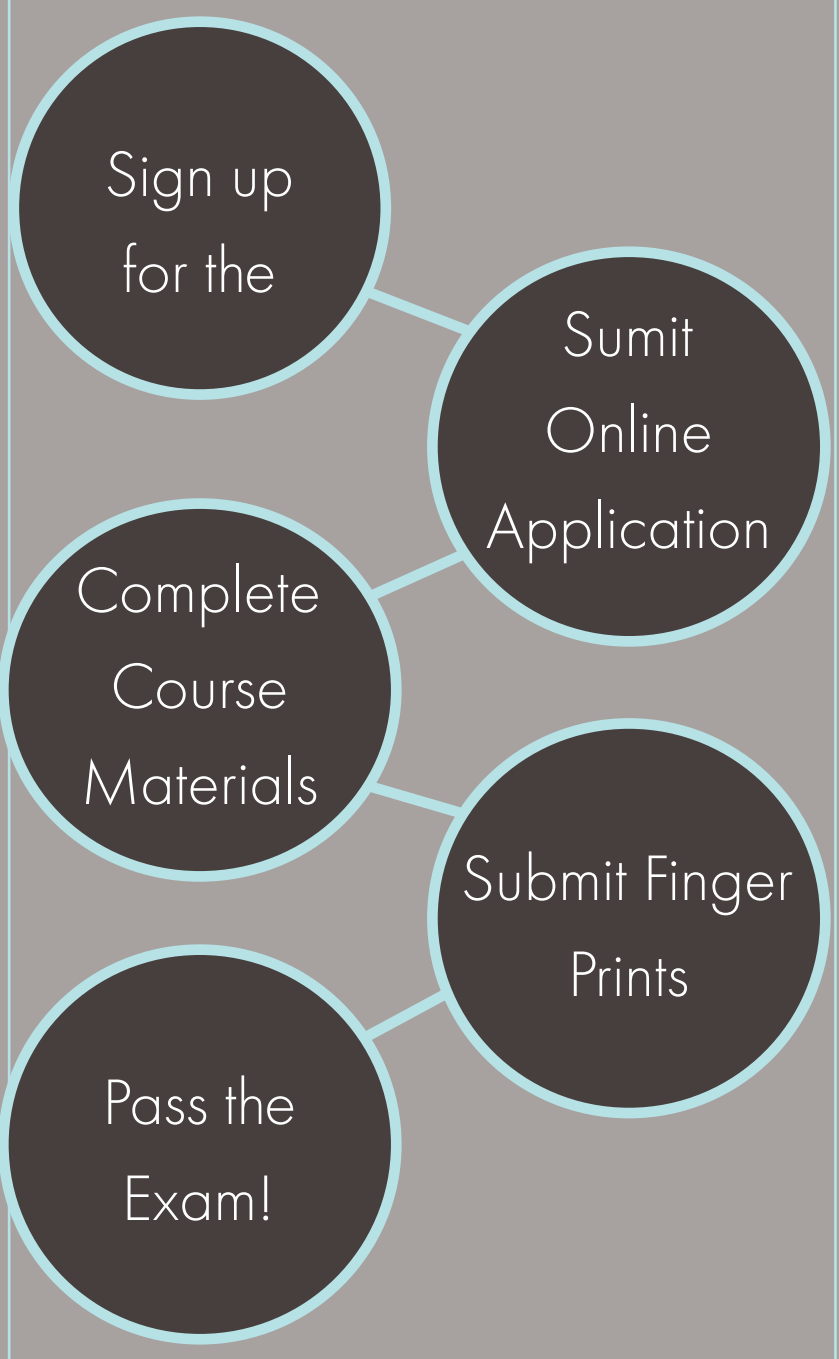 Sign up
for the
Sumit
Online
Application
Complete
Course
Materials
Submit Finger
Prints
Pass the
Exam!